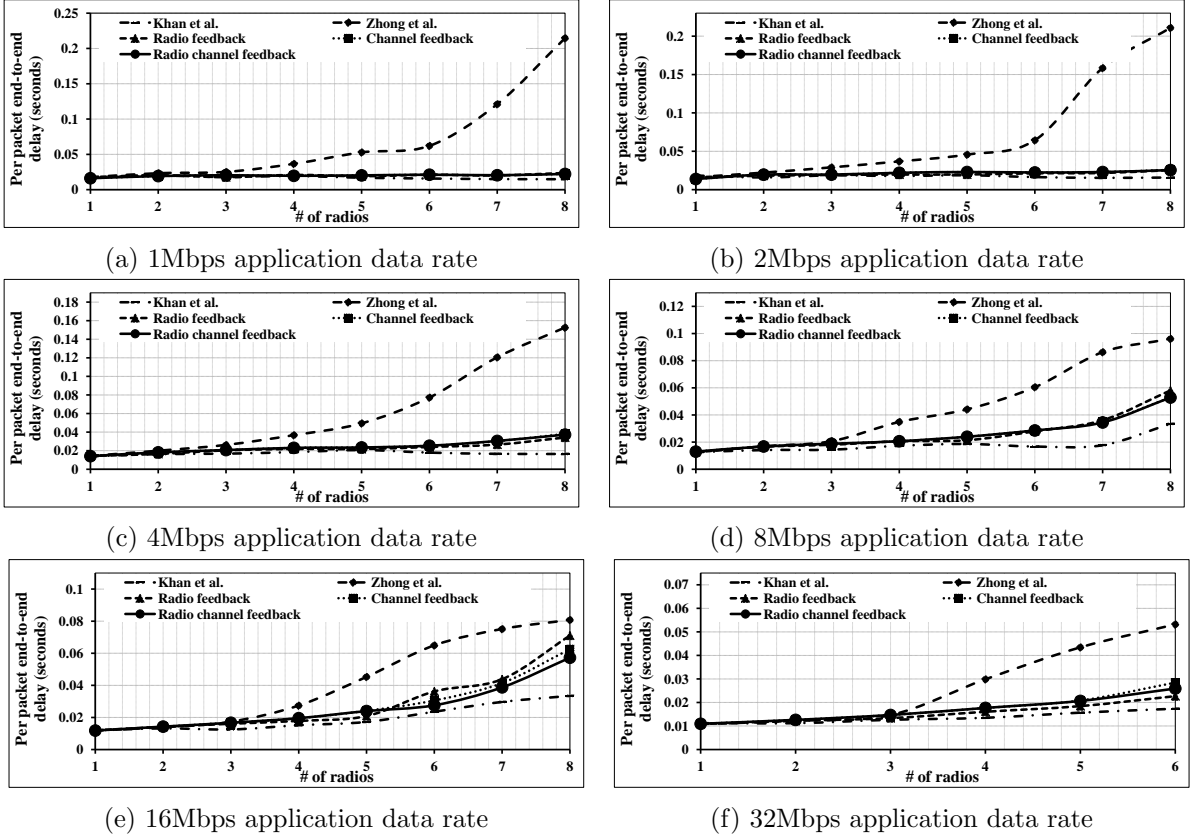 Per packet end-to-end
delay (seconds)
0.25
0.2
0.15
0.1
0.05
0
Khan et al.
Zhong et al.
Radio feedback
Channel feedback
Radio channel feedback
1 2 3 4 5 6 7 8
# of radios
(a) 1Mbps application data rate
Per packet end-to-end
delay (seconds)
0.2
0.15
0.1
0.05
0
Khan et al.
Zhong et al.
Radio feedback
Channel feedback
Radio channel feedback
1 2 3 4 5 6 7 8
# of radios
(b) 2Mbps application data rate
Per packet end-to-end
delay (seconds)
0.18
0.16
0.14
0.12
0.1
0.08
0.06
0.04
0.02
0
Khan et al.
Zhong et al.
Radio feedback
Channel feedback
Radio channel feedback
1 2 3 4 5 6 7 8
# of radios
(c) 4Mbps application data rate
Per packet end-to-end
delay (seconds)
0.12
0.1
0.08
0.06
0.04
0.02
0
Khan et al.
Zhong et al.
Radio feedback
Channel feedback
Radio channel feedback
1 2 3 4 5 6 7 8
# of radios
(d) 8Mbps application data rate
Per packet end-to-end
delay (seconds)
0.1
0.08
0.06
0.04
0.02
0
Khan et al.
Zhong et al.
Radio feedback
Channel feedback
Radio channel feedback
1 2 3 4 5 6 7 8
# of radios
(e) 16Mbps application data rate
Per packet end-to-end
delay (seconds)
0.07
0.06
0.05
0.04
0.03
0.02
0.01
0
Khan et al.
Zhong et al.
Radio feedback
Channel feedback
Radio channel feedback
1 2 3 4 5 6
# of radios
(f) 32Mbps application data rate